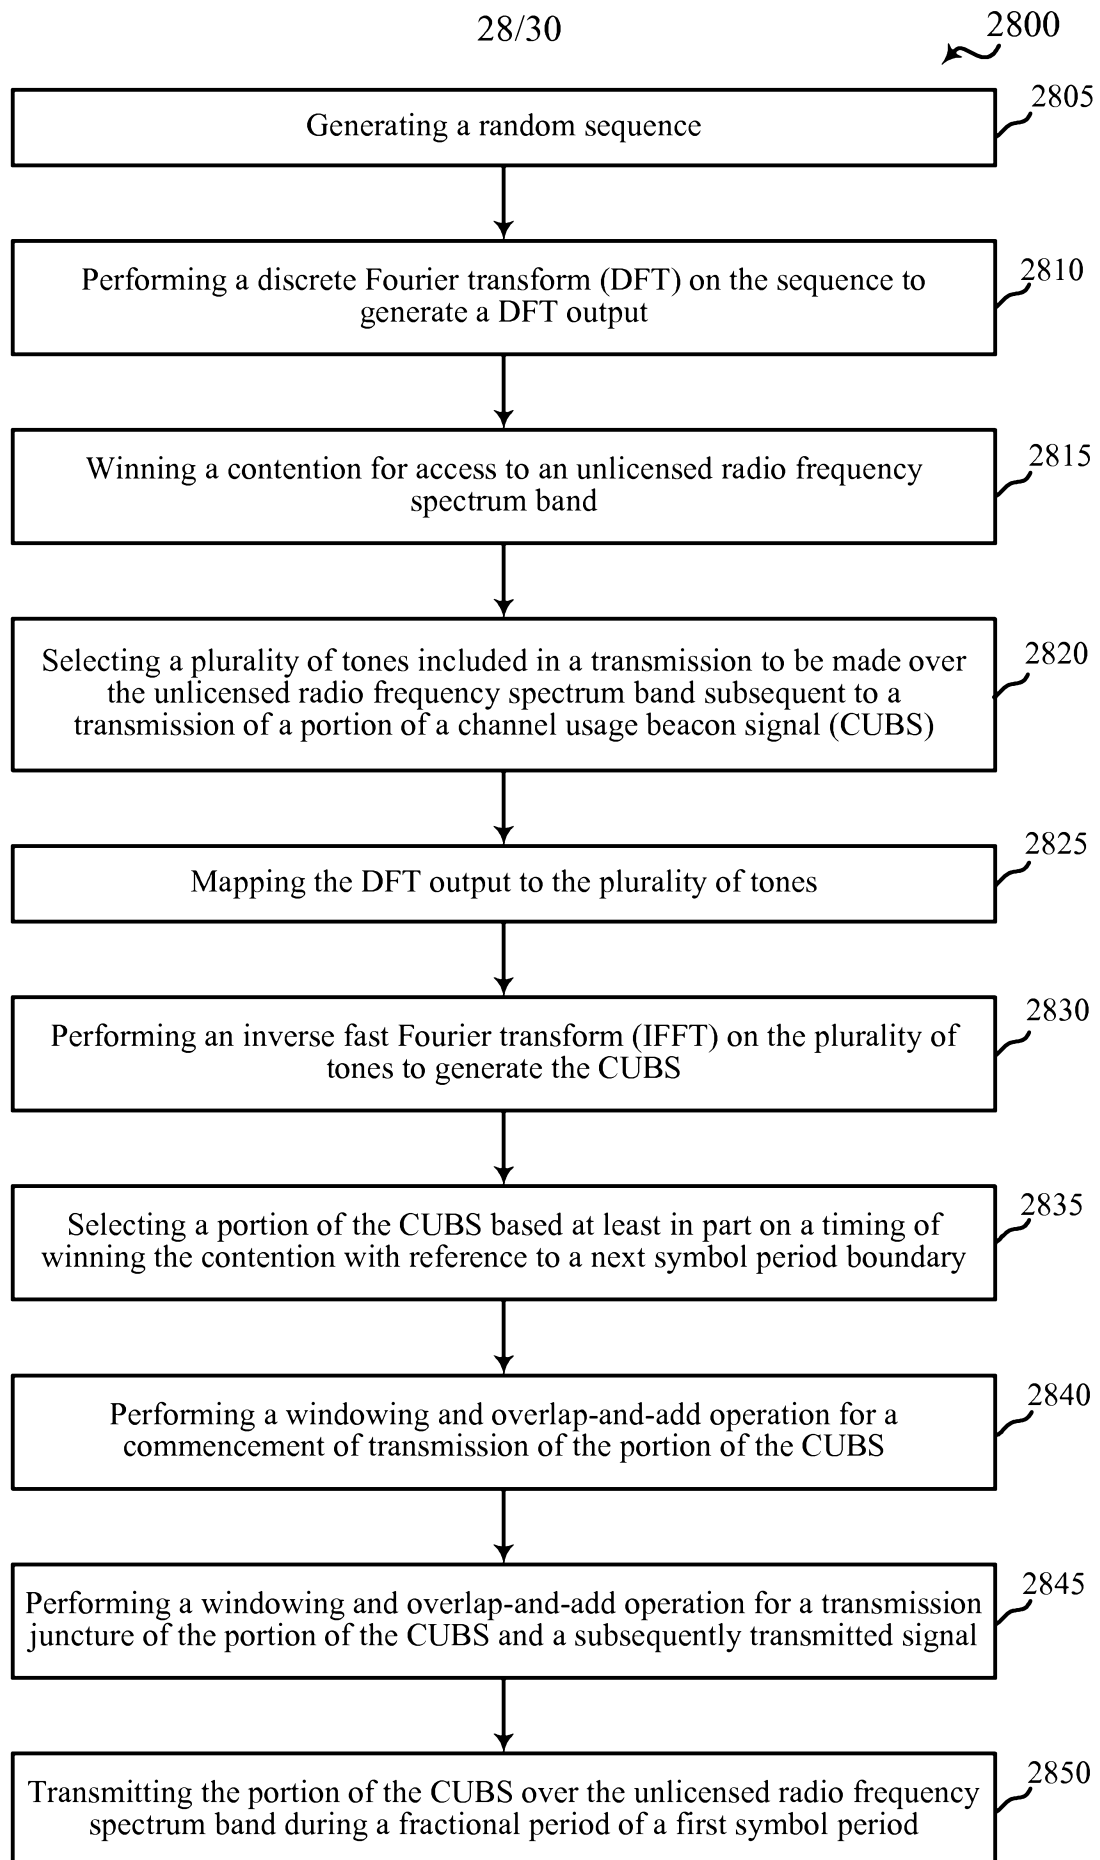 28/30
2800
2805
Generating a random sequence
2810
Performing a discrete Fourier transform (DFT) on the sequence to
generate a DFT output
2815
Winning a contention for access to an unlicensed radio frequency
spectrum band
2820
Selecting a plurality of tones included in a transmission to be made over
the unlicensed radio frequency spectrum band subsequent to a
transmission of a portion of a channel usage beacon signal (CUBS)
2825
Mapping the DFT output to the plurality of tones
2830
Performing an inverse fast Fourier transform (IFFT) on the plurality of
tones to generate the CUBS
2835
Selecting a portion of the CUBS based at least in part on a timing of
winning the contention with reference to a next symbol period boundary
2840
Performing a windowing and overlap-and-add operation for a
commencement of transmission of the portion of the CUBS
2845
Performing a windowing and overlap-and-add operation for a transmission
juncture of the portion of the CUBS and a subsequently transmitted signal
2850
Transmitting the portion of the CUBS over the unlicensed radio frequency
spectrum band during a fractional period of a first symbol period